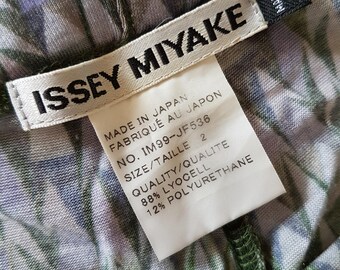 ISSEY MIYAKE
MADE IN JAPAN
FABRIQUÉ AU JAPON
NO. IM99-JF536
SIZE/TAILLE 2
QUALITY/QUALITE
88% LYOCELL
12% POLYURETHANE